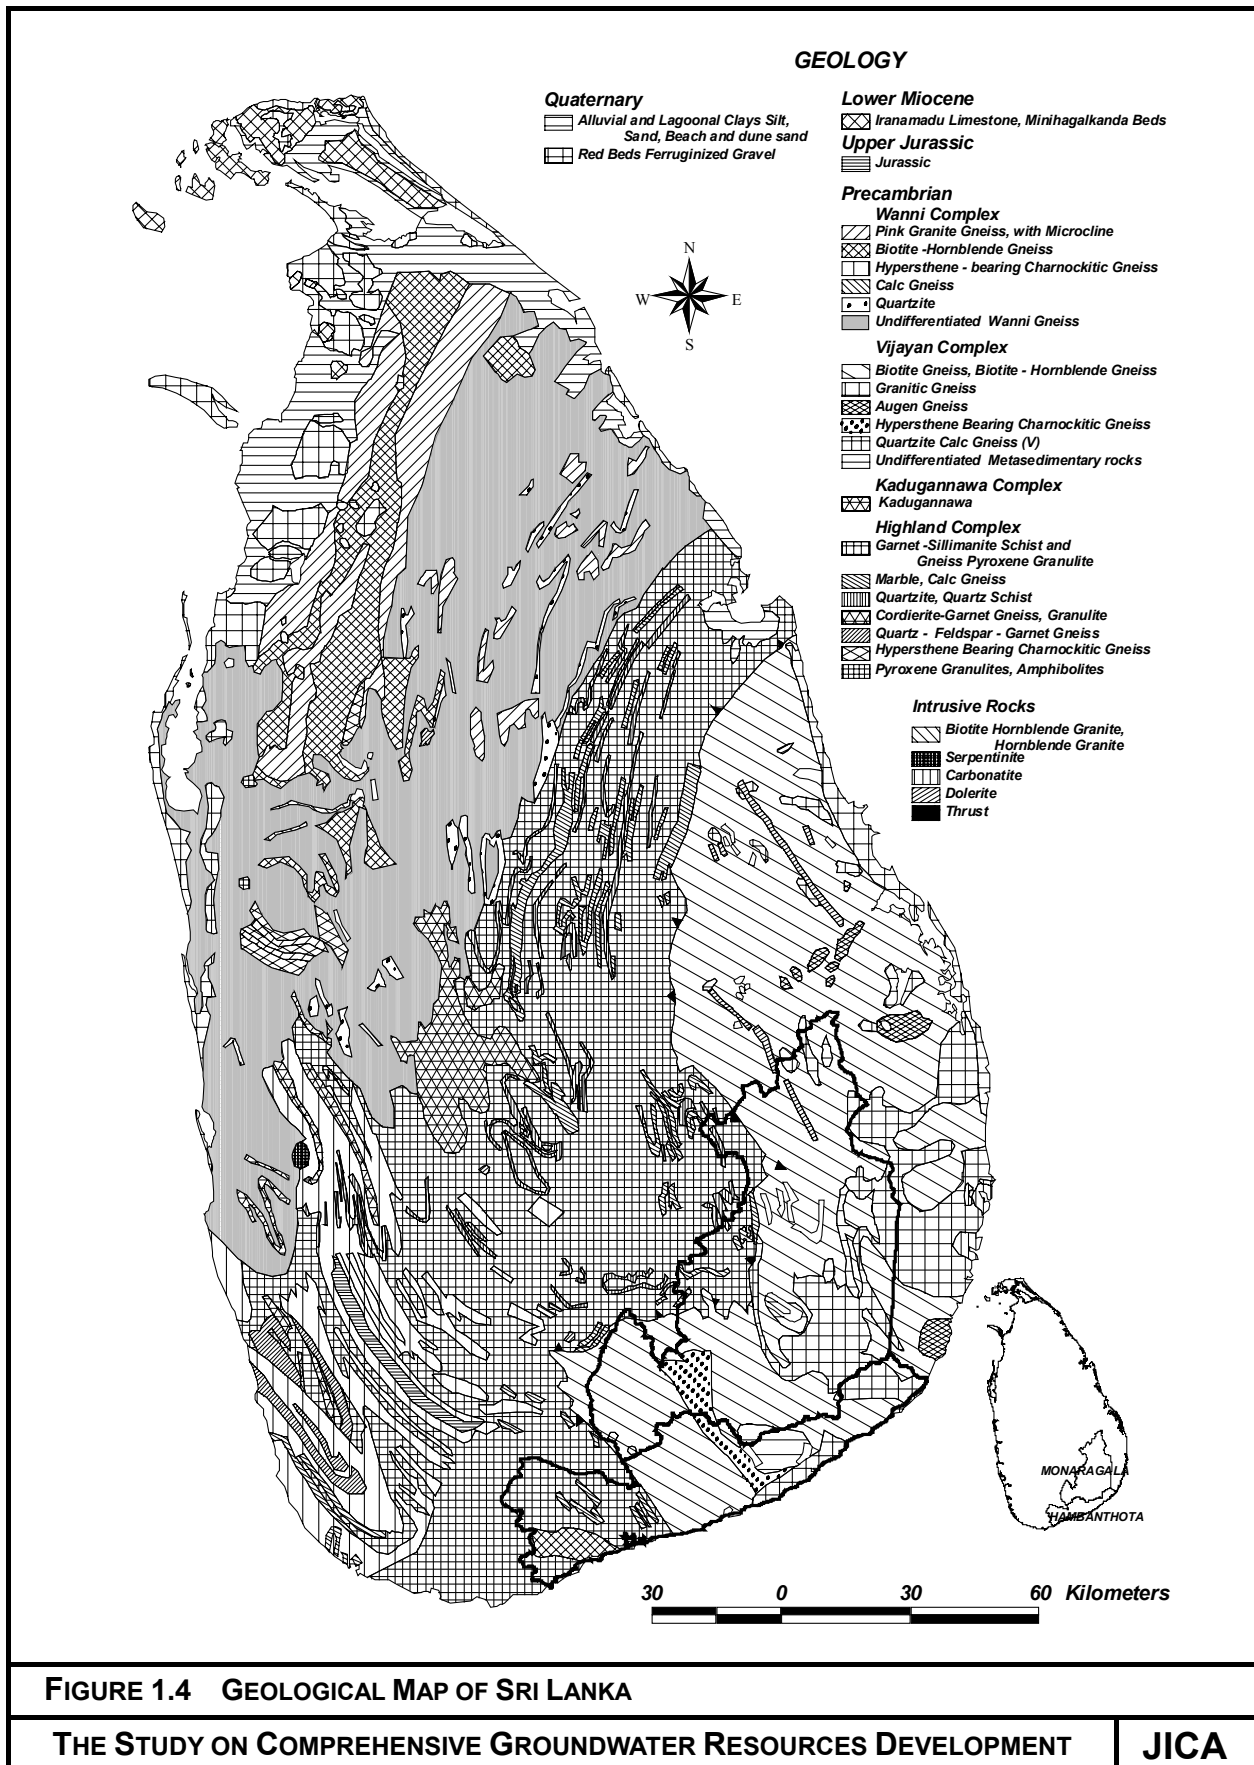 GEOLOGY
Quaternary
Alluvial and Lagoonal Clays Silt,
Sand, Beach and dune sand
Red Beds Ferruginized Gravel
Lower Miocene
Iranamadu Limestone, Minihagalkanda Beds
Upper Jurassic
Jurassic
Precambrian
Wanni Complex
Pink Granite Gneiss, with Microcline
Biotite -Hornblende Gneiss
Hypersthene - bearing Charnockitic Gneiss
Calc Gneiss
Quartzite
Undifferentiated Wanni Gneiss
Vijayan Complex
Biotite Gneiss, Biotite - Hornblende Gneiss
Granitic Gneiss
Augen Gneiss
Hypersthene Bearing Charnockitic Gneiss
Quartzite Calc Gneiss (V)
Undifferentiated Metasedimentary rocks
Kadugannawa Complex
Kadugannawa
Highland Complex
Garnet -Sillimanite Schist and
Gneiss Pyroxene Granulite
Marble, Calc Gneiss
Quartzite, Quartz Schist
Cordierite-Garnet Gneiss, Granulite
Quartz - Feldspar - Garnet Gneiss
Hypersthene Bearing Charnockitic Gneiss
Pyroxene Granulites, Amphibolites
Intrusive Rocks
Biotite Hornblende Granite,
Hornblende Granite
Serpentinite
Carbonatite
Dolerite
Thrust
N
W E
S
MONARAGALA
HAMBANTHOTA
30 0 30 60 Kilometers
FIGURE 1.4 GEOLOGICAL MAP OF SRI LANKA
THE STUDY ON COMPREHENSIVE GROUNDWATER RESOURCES DEVELOPMENT JICA